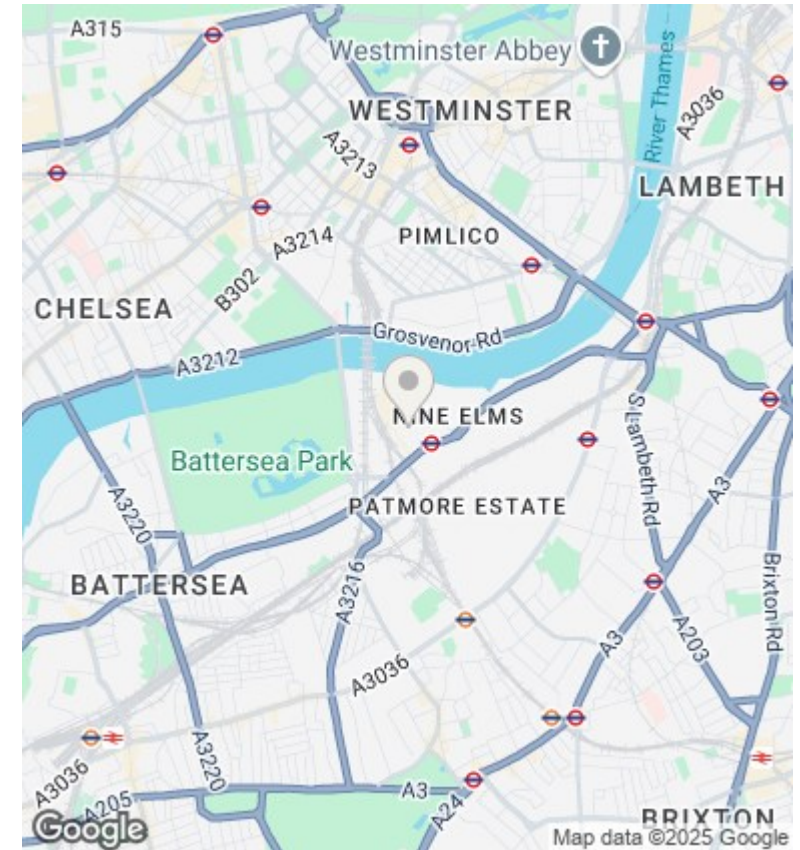 A315
Westminster Abbey
WESTMINSTER
River Thames
A3036
A3213
LAMBETH
A3214
PIMLICO
B302
CHELSEA
Grosvenor Rd
A3212
NINE ELMS
S Lambeth Rd
Battersea Park
A3
A3220
PATMORE ESTATE
Brixton Rd
BATTERSEA
A3216
A203
A3
A3036
A3220
A3036
A205
A3
A24
BRIXTON
Google
Map data ©2025 Google